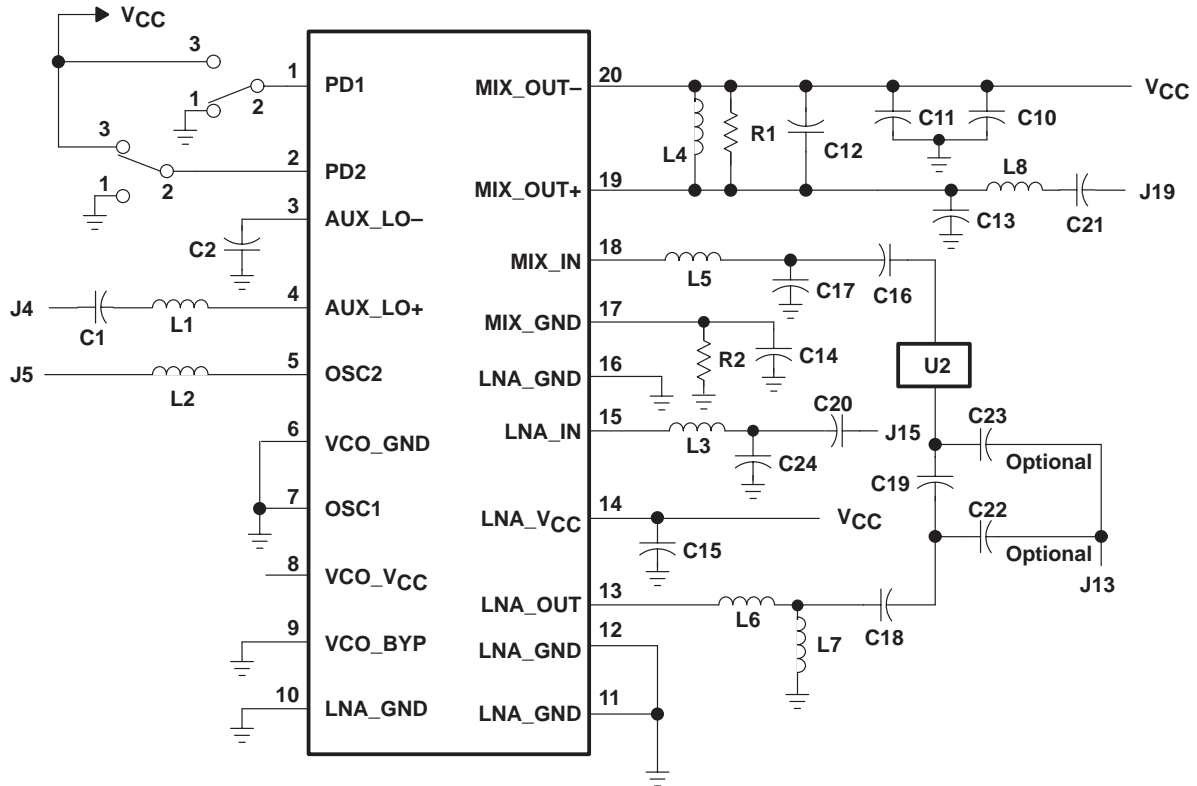 VCC
3
1
2
1
PD1
3
1
2
2
PD2
3
AUX_LO–
C2
J4
C1
L1
4
AUX_LO+
J5
L2
5
OSC2
6
VCO_GND
7
OSC1
8
VCO_VCC
9
VCO_BYP
10
LNA_GND
MIX_OUT–
20
VCC
L4
R1
C12
C11
C10
MIX_OUT+
19
C13
L8
C21
J19
MIX_IN
18
L5
C17
C16
MIX_GND
17
R2
C14
U2
LNA_GND
16
LNA_IN
15
L3
C24
C20
J15
C23
Optional
C19
C22
Optional
J13
LNA_VCC
14
C15
VCC
LNA_OUT
13
L6
L7
C18
LNA_GND
12
LNA_GND
11